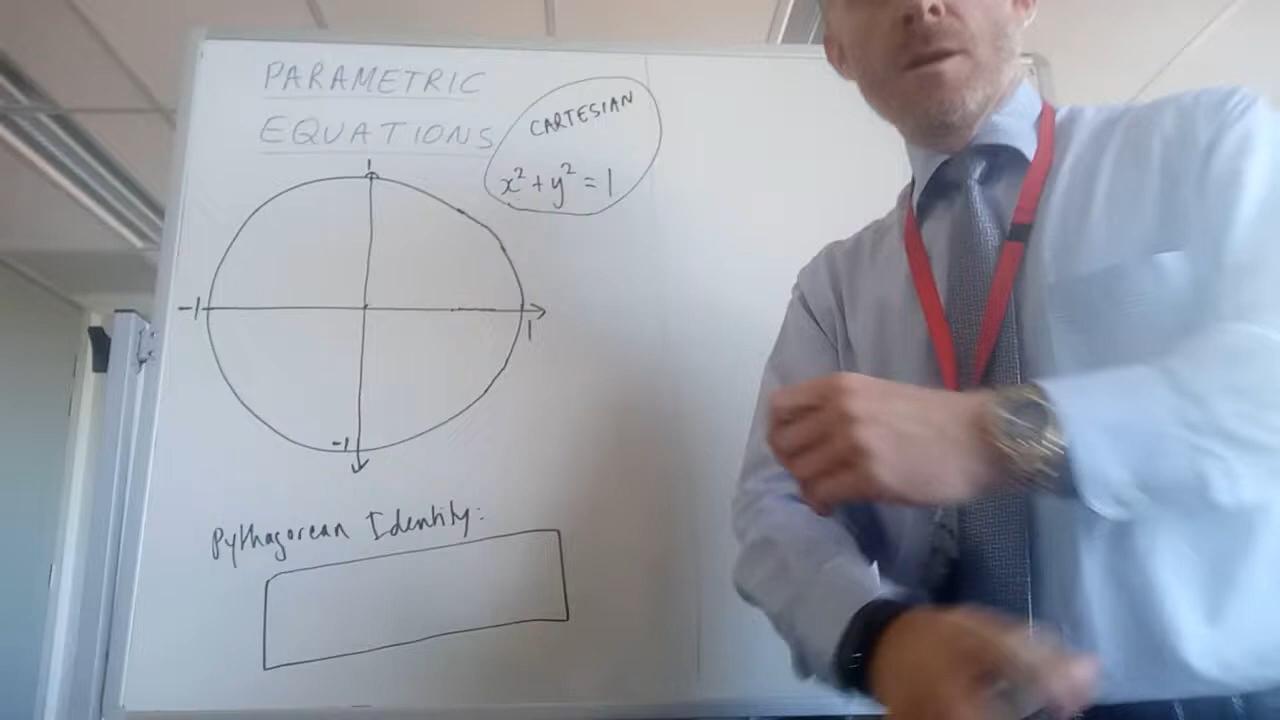 PARAMETRIC
EQUATIONS
CARTESIAN
x² + y² = 1
1
-1
1
-1
Pythagorean Identity: